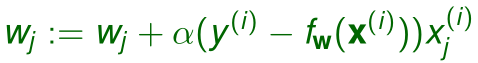 w_j := w_j + α(y^{(i)} − f_𝐰(𝐱^{(i)}))x_j^{(i)}